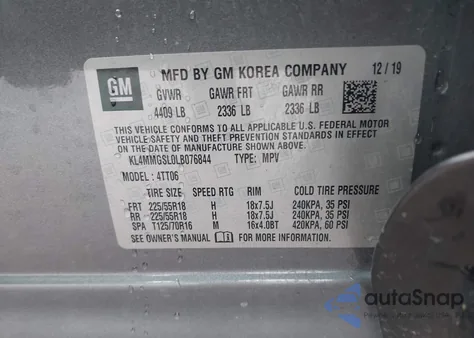 GM
MFD BY GM KOREA COMPANY 12/19
GVWR GAWR FRT GAWR RR
4409 LB 2336 LB 2336 LB
THIS VEHICLE CONFORMS TO ALL APPLICABLE U.S. FEDERAL MOTOR
VEHICLE SAFETY AND THEFT PREVENTION STANDARDS IN EFFECT
ON THE DATE OF MANUFACTURE SHOWN ABOVE.
KL4MMGSL0LB076844 TYPE: MPV
MODEL: 4TT06
TIRE SIZE SPEED RTG RIM COLD TIRE PRESSURE
FRT 225/55R18 H 18x7.5J 240KPA, 35 PSI
RR 225/55R18 H 18x7.5J 240KPA, 35 PSI
SPA T125/70R16 M 16x4.0BT 420KPA, 60 PSI
SEE OWNER'S MANUAL FOR MORE INFORMATION.
autoSnap